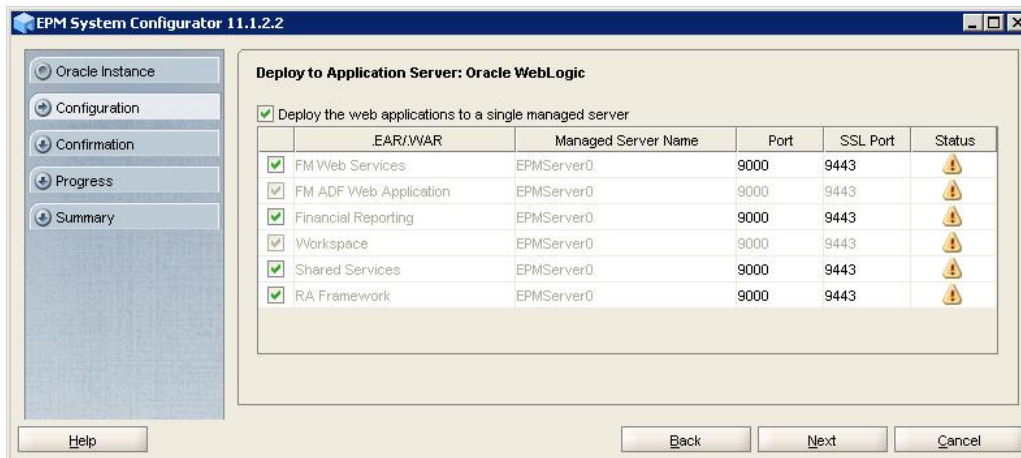 EPM System Configurator 11.1.2.2
Oracle Instance
Configuration
Confirmation
Progress
Summary
Deploy to Application Server: Oracle WebLogic
Deploy the web applications to a single managed server
.EAR/.WAR Managed Server Name Port SSL Port Status
FM Web Services EPMServer0 9000 9443
FM ADF Web Application EPMServer0 9000 9443
Financial Reporting EPMServer0 9000 9443
Workspace EPMServer0 9000 9443
Shared Services EPMServer0 9000 9443
RA Framework EPMServer0 9000 9443
Help Back Next Cancel